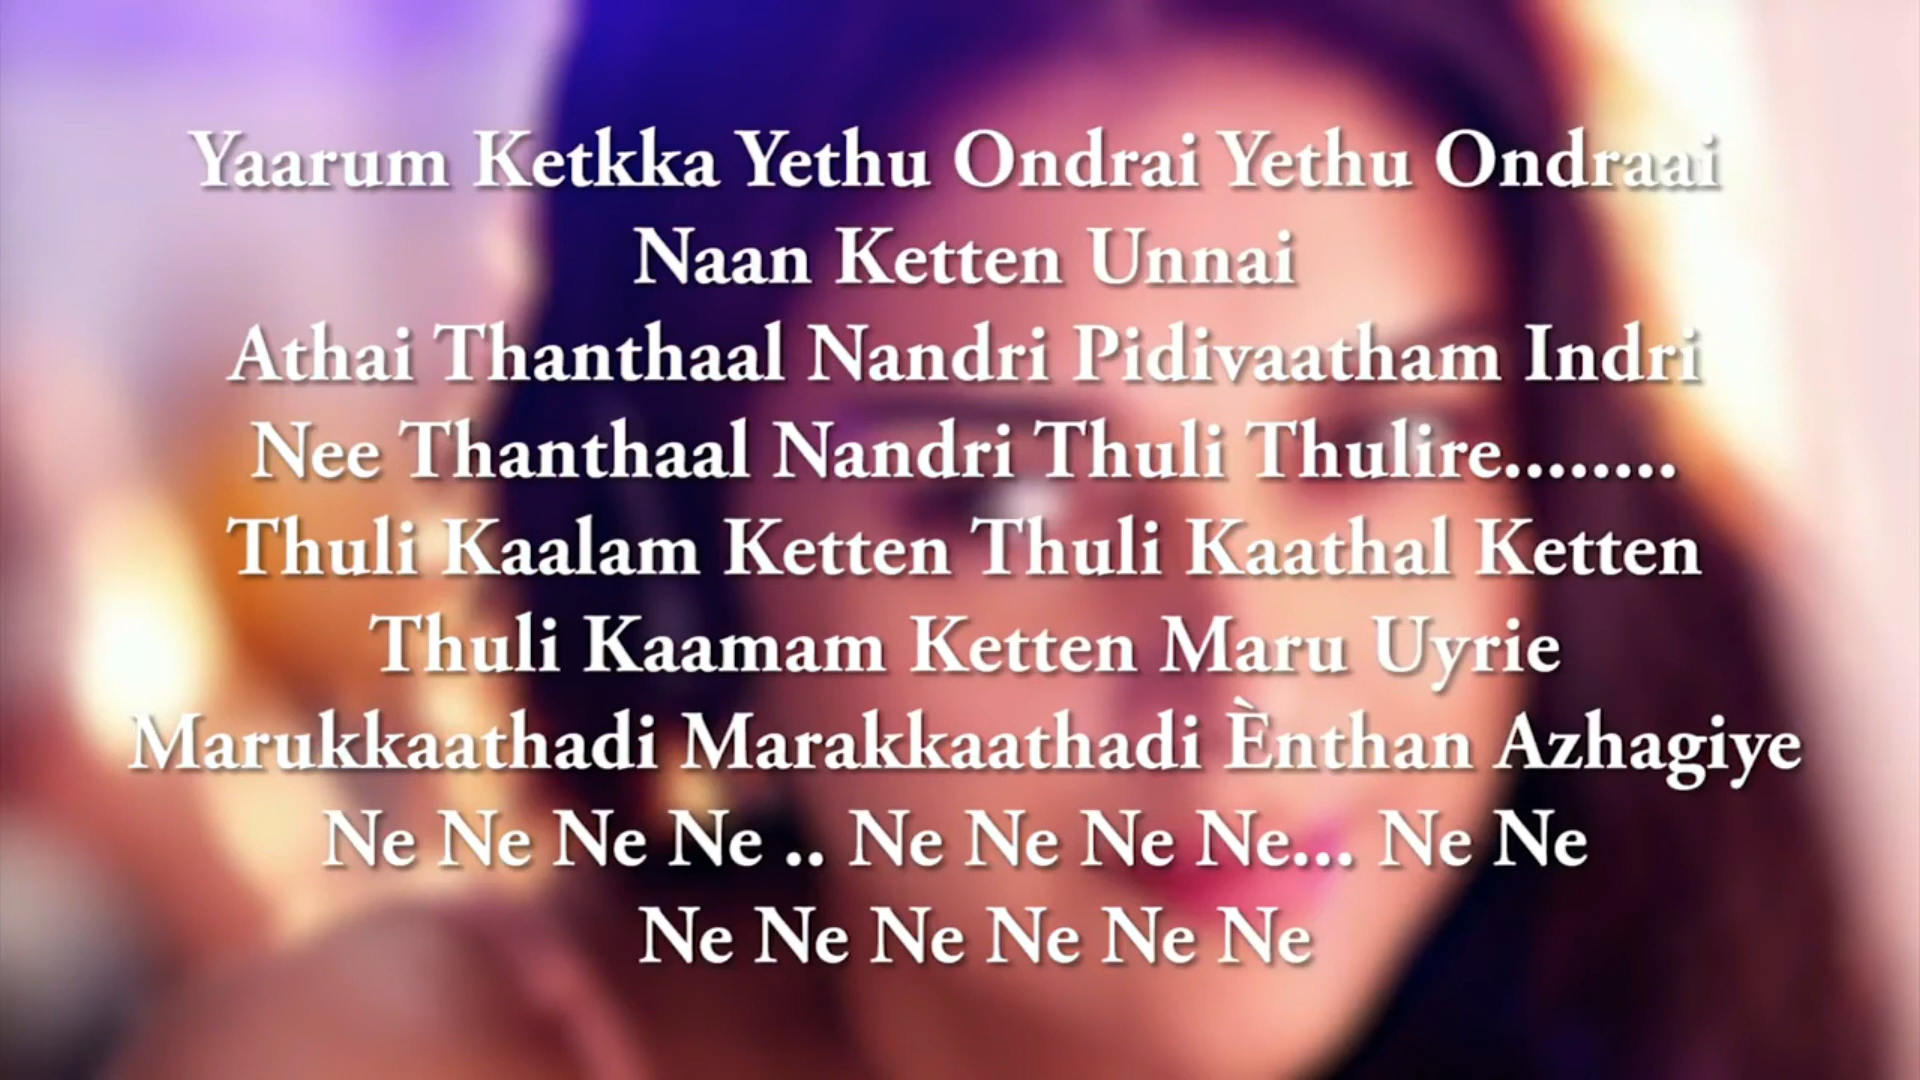 Yaarum Ketkka Yethu Ondrai Yethu Ondraai
Naan Ketten Unnai
Athai Thanthaal Nandri Pidivaatham Indri
Nee Thanthaal Nandri Thuli Thulire........
Thuli Kaalam Ketten Thuli Kaathal Ketten
Thuli Kaamam Ketten Maru Uyrie
Marukkaathadi Marakkaathadi Ènthan Azhagiye
Ne Ne Ne Ne .. Ne Ne Ne Ne... Ne Ne
Ne Ne Ne Ne Ne Ne